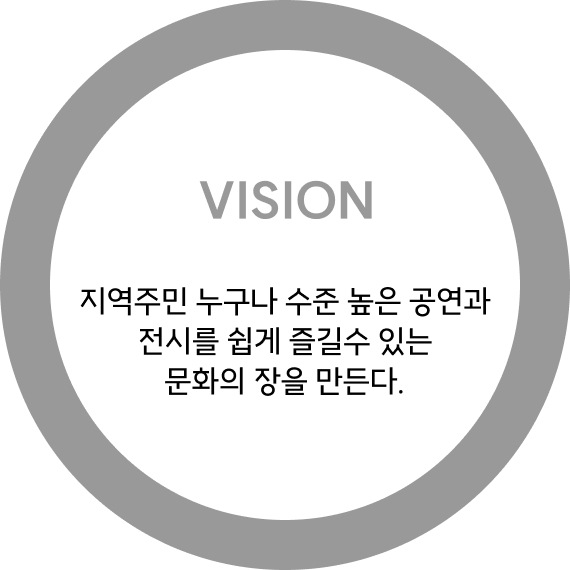 VISION
지역주민 누구나 수준 높은 공연과
전시를 쉽게 즐길수 있는
문화의 장을 만든다.